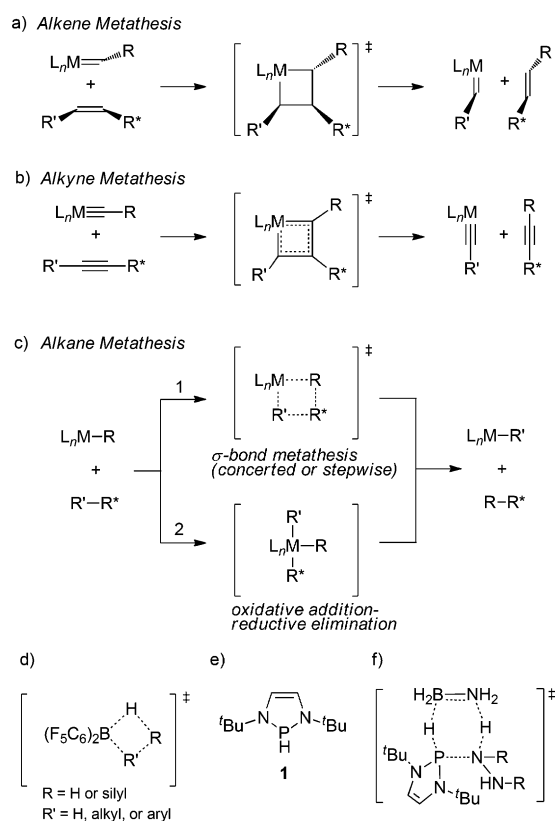 a) Alkene Metathesis
LnM R
+
R' R*
LnM R
R' R*
‡
LnM
R'
+
R
R*
b) Alkyne Metathesis
LnM R
+
R' R*
LnM R
R' R*
‡
LnM
R'
+
R
R*
c) Alkane Metathesis
LnM R
+
R' R*
1
LnM R
R' R*
‡
σ-bond metathesis
(concerted or stepwise)
2
R'
LnM R
R*
oxidative addition-
reductive elimination
LnM R'
+
R R*
d)
H
(F5C6)2B R
R'
‡
R = H or silyl
R' = H, alkyl, or aryl
e)
tBu N N tBu
P
H
1
f)
H2B NH2
H H
tBu P N R
N HN R
N tBu
‡